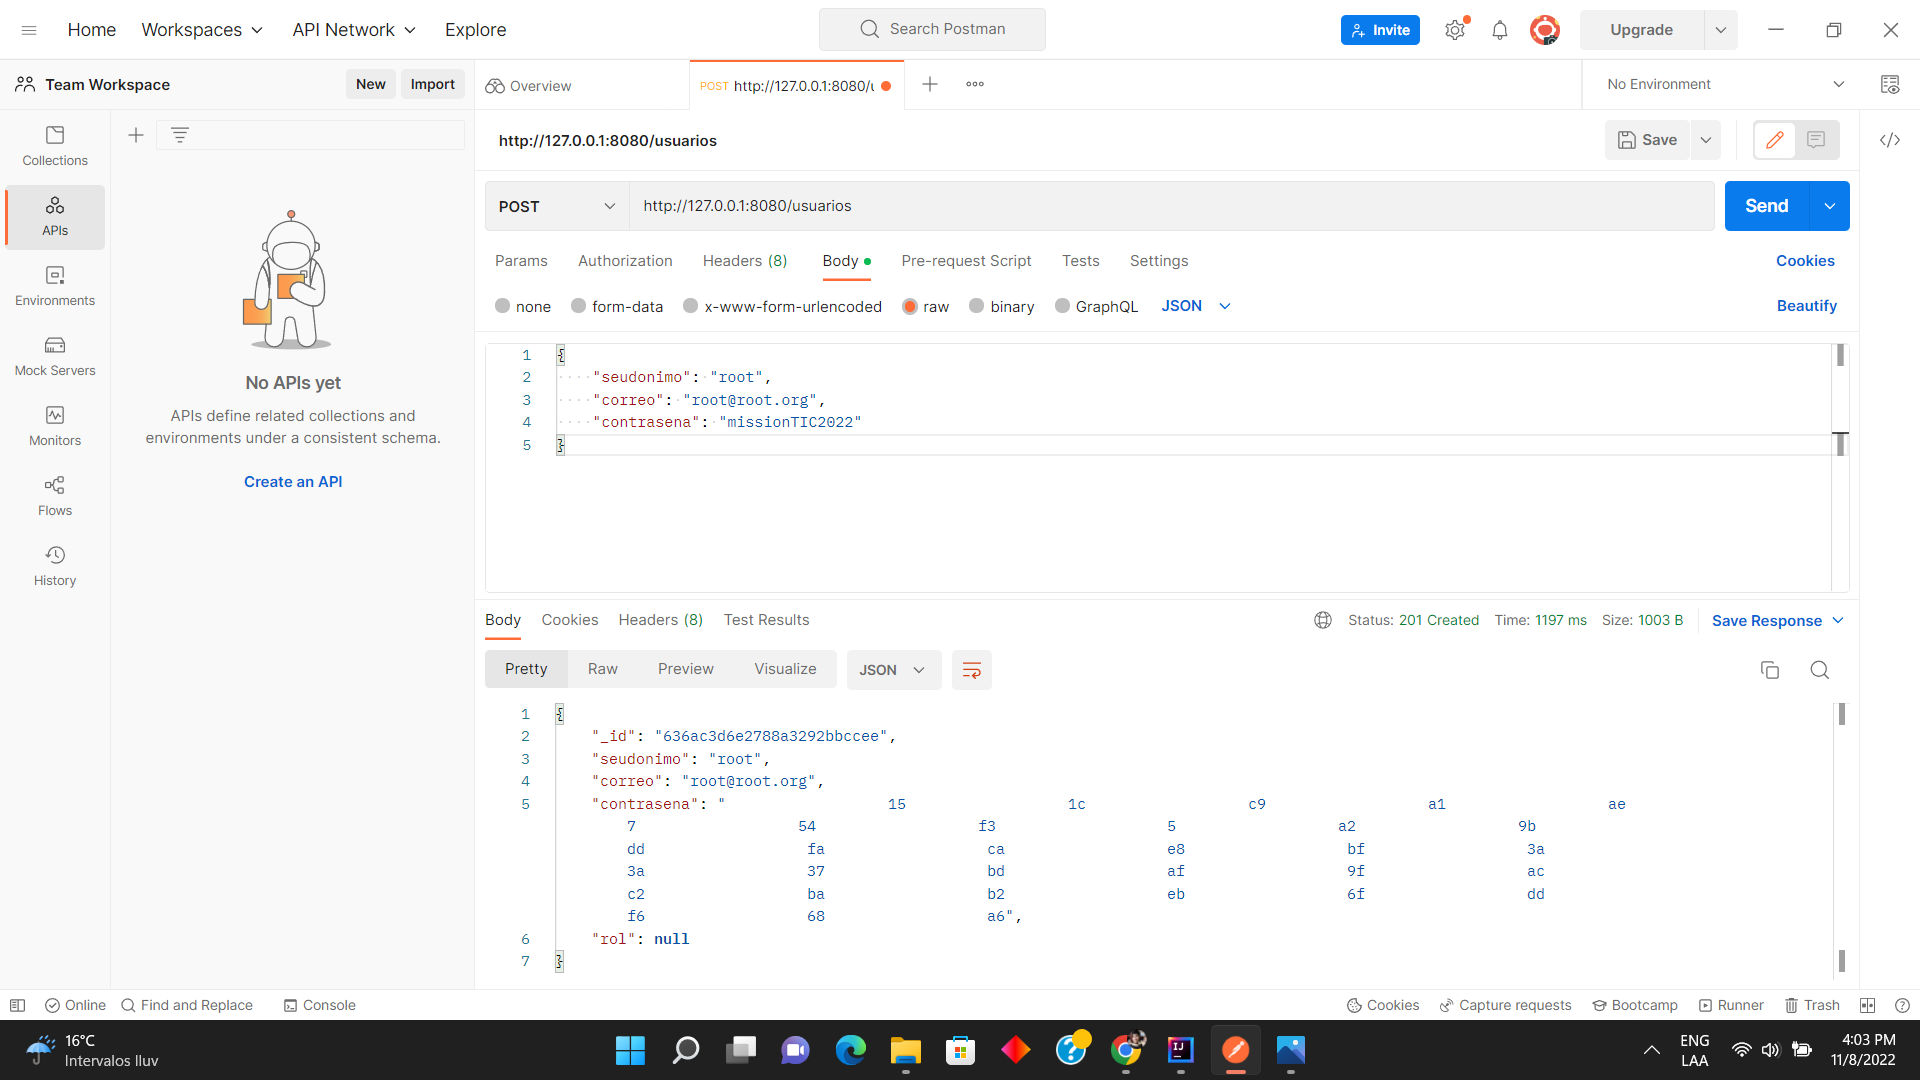 Home Workspaces API Network Explore Search Postman Invite Upgrade
Team Workspace New Import Overview POST http://127.0.0.1:8080/u No Environment
Collections
APIs
Environments
Mock Servers
Monitors
Flows
History
No APIs yet
APIs define related collections and
environments under a consistent schema.
Create an API
http://127.0.0.1:8080/usuarios Save
POST http://127.0.0.1:8080/usuarios Send
Params Authorization Headers (8) Body Pre-request Script Tests Settings Cookies
none form-data x-www-form-urlencoded raw binary GraphQL JSON Beautify
1 {
2 "seudonimo": "root",
3 "correo": "root@root.org",
4 "contrasena": "missionTIC2022"
5 }
Body Cookies Headers (8) Test Results Status: 201 Created Time: 1197 ms Size: 1003 B Save Response
Pretty Raw Preview Visualize JSON
1 {
2 "_id": "636ac3d6e2788a3292bbccee",
3 "seudonimo": "root",
4 "correo": "root@root.org",
5 "contrasena": " 15 1c c9 a1 ae
7 54 f3 5 a2 9b
dd fa ca e8 bf 3a
3a 37 bd af 9f ac
c2 ba b2 eb 6f dd
f6 68 a6",
6 "rol": null
7 }
Online Find and Replace Console Cookies Capture requests Bootcamp Runner Trash
16°C
Intervalos lluv
IJ
ENG
LAA
4:03 PM
11/8/2022